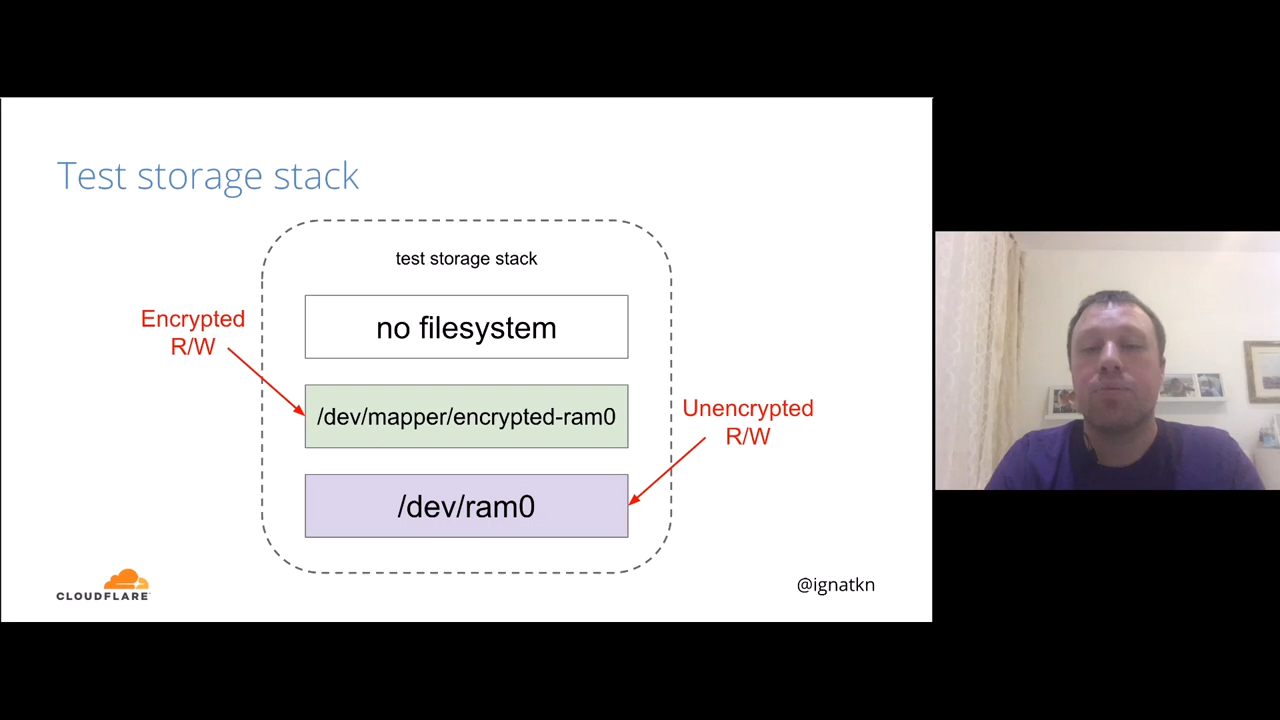 Test storage stack
test storage stack
no filesystem
Encrypted
R/W
/dev/mapper/encrypted-ram0
Unencrypted
R/W
/dev/ram0
CLOUDFLARE
@ignatkn